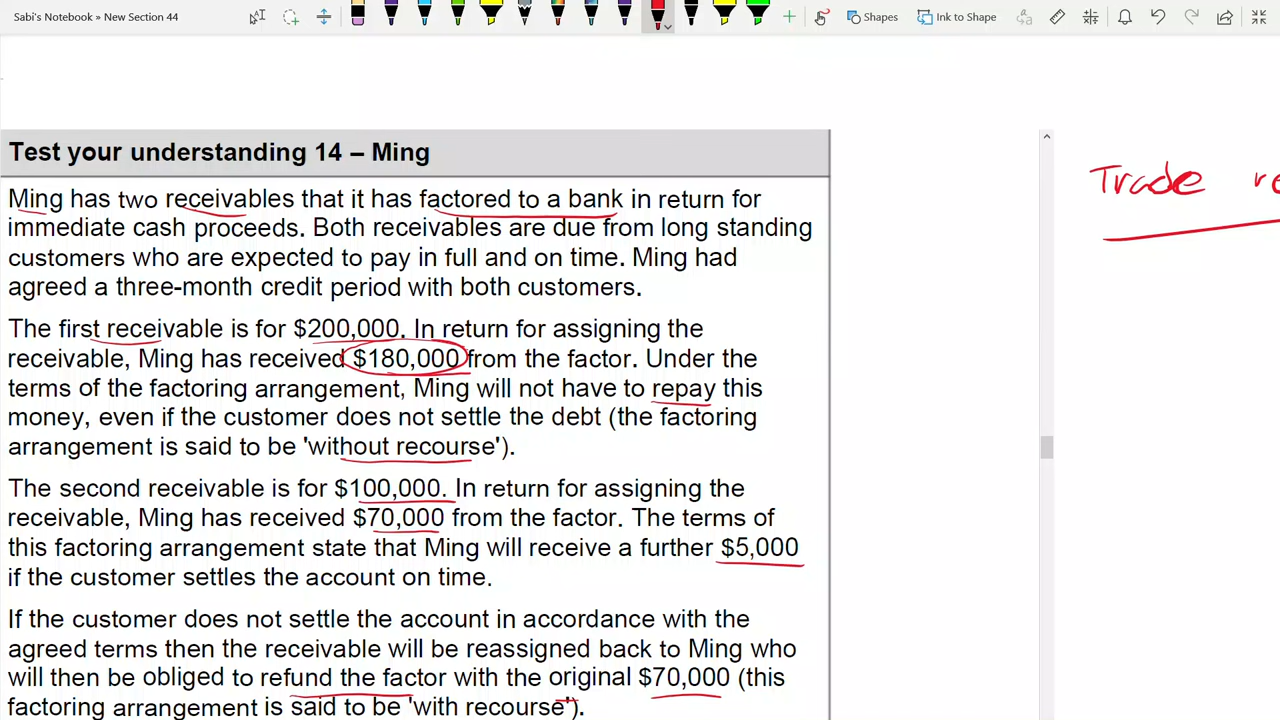 Sabi's Notebook » New Section 44
Shapes
Ink to Shape
Test your understanding 14 – Ming
Trade
Ming has two receivables that it has factored to a bank in return for
immediate cash proceeds. Both receivables are due from long standing
customers who are expected to pay in full and on time. Ming had
agreed a three-month credit period with both customers.
The first receivable is for $200,000. In return for assigning the
receivable, Ming has received $180,000 from the factor. Under the
terms of the factoring arrangement, Ming will not have to repay this
money, even if the customer does not settle the debt (the factoring
arrangement is said to be 'without recourse').
The second receivable is for $100,000. In return for assigning the
receivable, Ming has received $70,000 from the factor. The terms of
this factoring arrangement state that Ming will receive a further $5,000
if the customer settles the account on time.
If the customer does not settle the account in accordance with the
agreed terms then the receivable will be reassigned back to Ming who
will then be obliged to refund the factor with the original $70,000 (this
factoring arrangement is said to be 'with recourse').